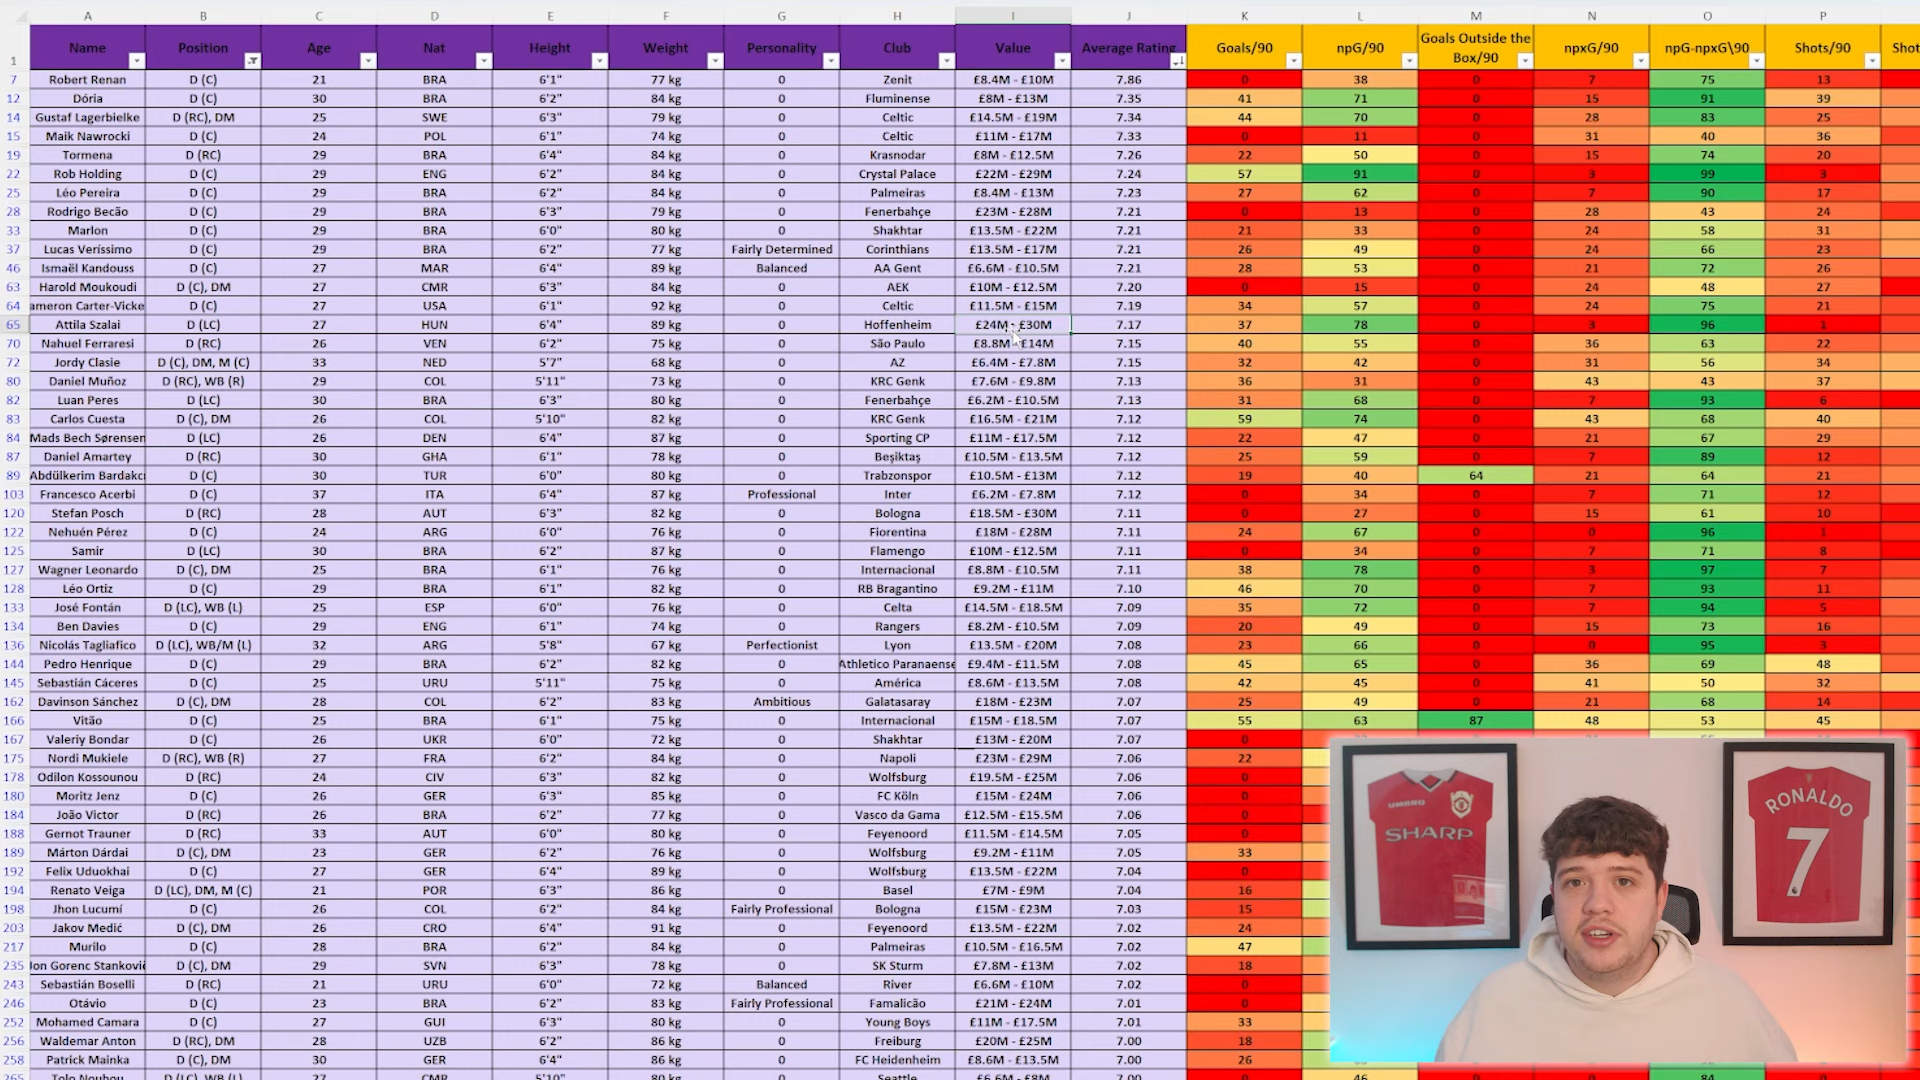 A B C D E F G H I J K L M N O P
1 Name Position Age Nat Height Weight Personality Club Value Average Rating Goals/90 npG/90 Goals Outside the Box/90 npxG/90 npG-npxG\90 Shots/90 Shot
7 Robert Renan D (C) 21 BRA 6'1" 77 kg 0 Zenit £8.4M - £10M 7.86 0 38 0 7 75 13
12 Dória D (C) 30 BRA 6'2" 84 kg 0 Fluminense £8M - £13M 7.35 41 71 0 15 91 39
14 Gustaf Lagerbielke D (RC), DM 25 SWE 6'3" 79 kg 0 Celtic £14.5M - £19M 7.34 44 70 0 28 83 25
15 Maik Nawrocki D (C) 24 POL 6'1" 74 kg 0 Celtic £11M - £17M 7.33 0 11 0 31 40 36
19 Tormena D (RC) 29 BRA 6'4" 84 kg 0 Krasnodar £8M - £12.5M 7.26 22 50 0 15 74 20
22 Rob Holding D (C) 29 ENG 6'2" 84 kg 0 Crystal Palace £22M - £29M 7.24 57 91 0 3 99 3
25 Léo Pereira D (C) 29 BRA 6'2" 84 kg 0 Palmeiras £8.4M - £13M 7.23 27 62 0 7 90 17
28 Rodrigo Becão D (C) 29 BRA 6'3" 79 kg 0 Fenerbahçe £23M - £28M 7.21 0 13 0 28 43 24
33 Marlon D (C) 29 BRA 6'0" 80 kg 0 Shakhtar £13.5M - £22M 7.21 21 33 0 24 58 31
37 Lucas Veríssimo D (C) 29 BRA 6'2" 77 kg Fairly Determined Corinthians £13.5M - £17M 7.21 26 49 0 24 66 23
46 Ismaël Kandouss D (C) 27 MAR 6'4" 89 kg Balanced AA Gent £6.6M - £10.5M 7.21 28 53 0 21 72 26
63 Harold Moukoudi D (C), DM 27 CMR 6'3" 84 kg 0 AEK £10M - £12.5M 7.20 0 15 0 24 48 27
64 ameron Carter-Vicke D (C) 27 USA 6'1" 92 kg 0 Celtic £11.5M - £15M 7.19 34 57 0 24 75 21
65 Attila Szalai D (LC) 27 HUN 6'4" 89 kg 0 Hoffenheim £24M - £30M 7.17 37 78 0 3 96 1
70 Nahuel Ferraresi D (RC) 26 VEN 6'2" 75 kg 0 São Paulo £8.8M - £14M 7.15 40 55 0 36 63 22
72 Jordy Clasie D (C), DM, M (C) 33 NED 5'7" 68 kg 0 AZ £6.4M - £7.8M 7.15 32 42 0 31 56 34
80 Daniel Muñoz D (RC), WB (R) 29 COL 5'11" 73 kg 0 KRC Genk £7.6M - £9.8M 7.13 36 31 0 43 43 37
82 Luan Peres D (C) 30 BRA 6'3" 80 kg 0 Fenerbahçe £6.2M - £10.5M 7.13 31 68 0 7 93 6
83 Carlos Cuesta D (C), DM 26 COL 5'10" 82 kg 0 KRC Genk £16.5M - £21M 7.12 59 74 0 43 68 40
84 Mads Bech Sørensen D (LC) 26 DEN 6'4" 87 kg 0 Sporting CP £11M - £17.5M 7.12 22 47 0 21 67 29
87 Daniel Amartey D (RC) 30 GHA 6'1" 78 kg 0 Beşiktaş £10.5M - £13.5M 7.12 25 59 0 7 89 12
89 Abdülkerim Bardakc D (C) 30 TUR 6'0" 80 kg 0 Trabzonspor £10.5M - £13M 7.12 19 40 64 21 64 21
103 Francesco Acerbi D (C) 37 ITA 6'4" 87 kg Professional Inter £6.2M - £7.8M 7.12 0 34 0 7 71 12
120 Stefan Posch D (RC) 28 AUT 6'3" 82 kg 0 Bologna £18.5M - £30M 7.11 0 27 0 15 61 10
122 Nehuén Pérez D (C) 24 ARG 6'0" 76 kg 0 Fiorentina £18M - £28M 7.11 24 67 0 0 96 1
125 Samir D (LC) 30 BRA 6'2" 87 kg 0 Flamengo £10M - £12.5M 7.11 0 34 0 7 71 8
127 Wagner Leonardo D (C), DM 25 BRA 6'1" 76 kg 0 Internacional £8.8M - £10.5M 7.11 38 78 0 3 97 7
128 Léo Ortiz D (C) 29 BRA 6'1" 82 kg 0 RB Bragantino £9.2M - £11M 7.10 46 70 0 7 93 11
133 José Fontán D (LC), WB (L) 25 ESP 6'0" 76 kg 0 Celta £14.5M - £18.5M 7.09 35 72 0 7 94 5
134 Ben Davies D (C) 29 ENG 6'1" 74 kg 0 Rangers £8.2M - £10.5M 7.09 20 49 0 15 73 16
136 Nicolás Tagliafico D (LC), WB/M (L) 32 ARG 5'8" 67 kg Perfectionist Lyon £13.5M - £20M 7.08 23 66 0 0 95 3
144 Pedro Henrique D (C) 29 BRA 6'2" 82 kg 0 Athletico Paranaense £9.4M - £11.5M 7.08 45 65 0 36 69 48
145 Sebastián Cáceres D (C) 25 URU 5'11" 75 kg 0 América £8.6M - £13.5M 7.08 42 45 0 41 50 32
162 Davinson Sánchez D (C), DM 28 COL 6'2" 83 kg Ambitious Galatasaray £18M - £23M 7.07 25 49 0 21 68 14
166 Vitão D (C) 25 BRA 6'1" 75 kg 0 Internacional £15M - £18.5M 7.07 55 63 87 48 53 45
167 Valeriy Bondar D (C) 26 UKR 6'0" 72 kg 0 Shakhtar £13M - £20M 7.07 0
175 Nordi Mukiele D (RC), WB (R) 27 FRA 6'2" 84 kg 0 Napoli £23M - £29M 7.06 22
178 Odilon Kossounou D (RC) 24 CIV 6'3" 82 kg 0 Wolfsburg £19.5M - £25M 7.06 0
180 Moritz Jenz D (C) 26 GER 6'3" 85 kg 0 FC Köln £15M - £24M 7.06 0
184 João Victor D (RC) 26 BRA 6'2" 77 kg 0 Vasco da Gama £12.5M - £15.5M 7.06 0
188 Gernot Trauner D (RC) 33 AUT 6'0" 80 kg 0 Feyenoord £11.5M - £14.5M 7.05 0
189 Márton Dárdai D (C), DM 23 GER 6'2" 76 kg 0 Wolfsburg £9.2M - £11M 7.05 33
192 Felix Uduokhai D (C) 27 GER 6'4" 89 kg 0 Wolfsburg £13.5M - £22M 7.04 0
194 Renato Veiga D (LC), DM, M (C) 21 POR 6'3" 86 kg 0 Basel £7M - £9M 7.04 16
198 Jhon Lucumí D (C) 26 COL 6'2" 84 kg Fairly Professional Bologna £15M - £23M 7.03 15
203 Jakov Medić D (C), DM 26 CRO 6'4" 91 kg 0 Feyenoord £13.5M - £22M 7.02 24
217 Murilo D (C) 28 BRA 6'2" 84 kg 0 Palmeiras £10.5M - £16.5M 7.02 47
235 Jon Gorenc Stankovi D (C), DM 29 SVN 6'3" 78 kg 0 SK Sturm £7.8M - £13M 7.02 18
243 Sebastián Boselli D (RC) 21 URU 6'0" 72 kg Balanced River £6.6M - £10M 7.02 0
246 Otávio D (C) 23 BRA 6'2" 83 kg Fairly Professional Famalicão £21M - £24M 7.01 0
252 Mohamed Camara D (C) 27 GUI 6'3" 80 kg 0 Young Boys £11M - £17.5M 7.01 33
256 Waldemar Anton D (RC), DM 28 UZB 6'2" 86 kg 0 Freiburg £20M - £25M 7.00 18
258 Patrick Mainka D (C), DM 30 GER 6'4" 86 kg 0 FC Heidenheim £8.6M - £13.5M 7.00 26
265 Tolo Nouhou D (LC), WB (L) 27 CMR 5'10" 80 kg 0 Seattle £6.6M - £8M 7.00 0 46 0 84
UMBRO
SHARP
RONALDO
7